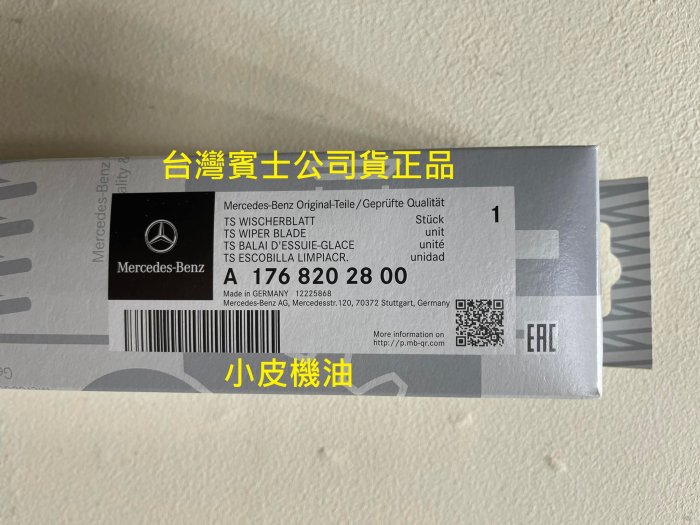 台灣賓士公司貨正品
Mercedes-Benz
Mercedes-Benz
Mercedes-Benz Original-Teile/Geprüfte Qualität
TS WISCHERBLATT Stück 1
TS WIPER BLADE unit
TS BALAI D'ESSUIE-GLACE unité
TS ESCOBILLA LIMPIACR. unidad
A 176 820 28 00
Made in GERMANY 12225868
Mercedes-Benz AG, Mercedesstr.120, 70372 Stuttgart, Germany
More information on
http://p.mb-qr.com
EAC
小皮機油